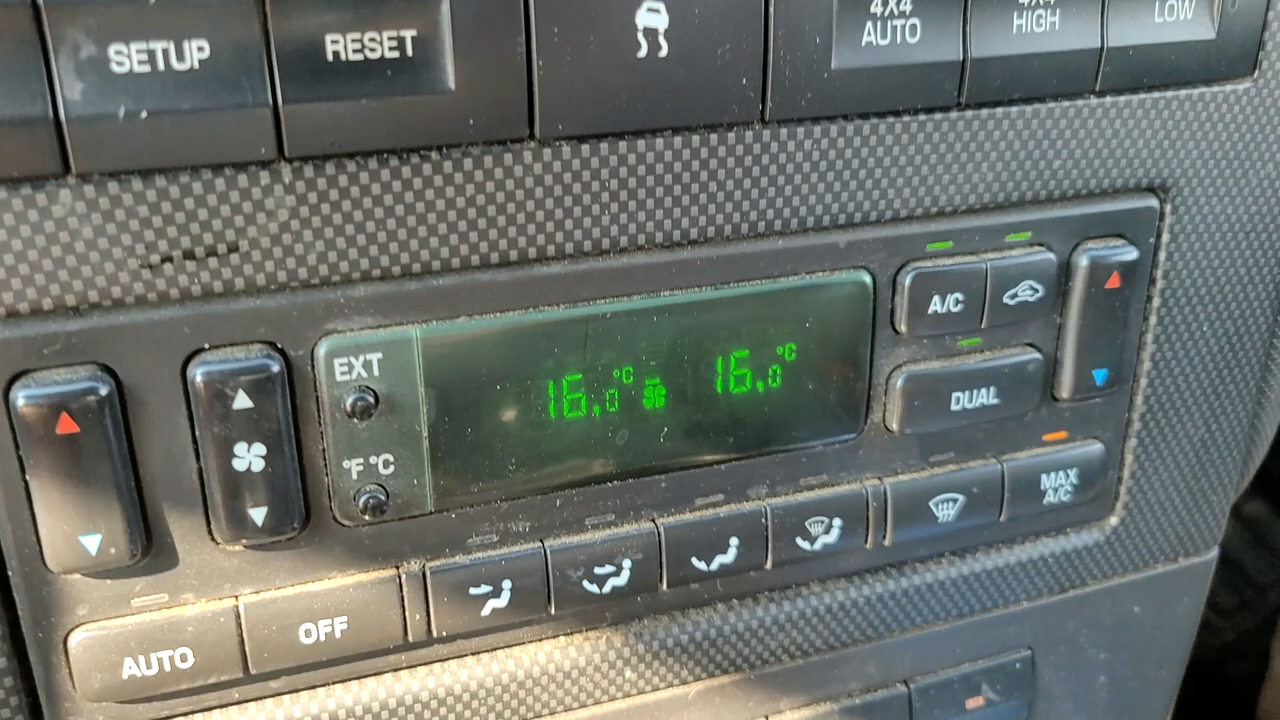 SETUP
RESET
4X4
AUTO
4X4
HIGH
LOW
EXT
°F °C
16.0°C
16.0°C
A/C
DUAL
MAX
A/C
AUTO
OFF